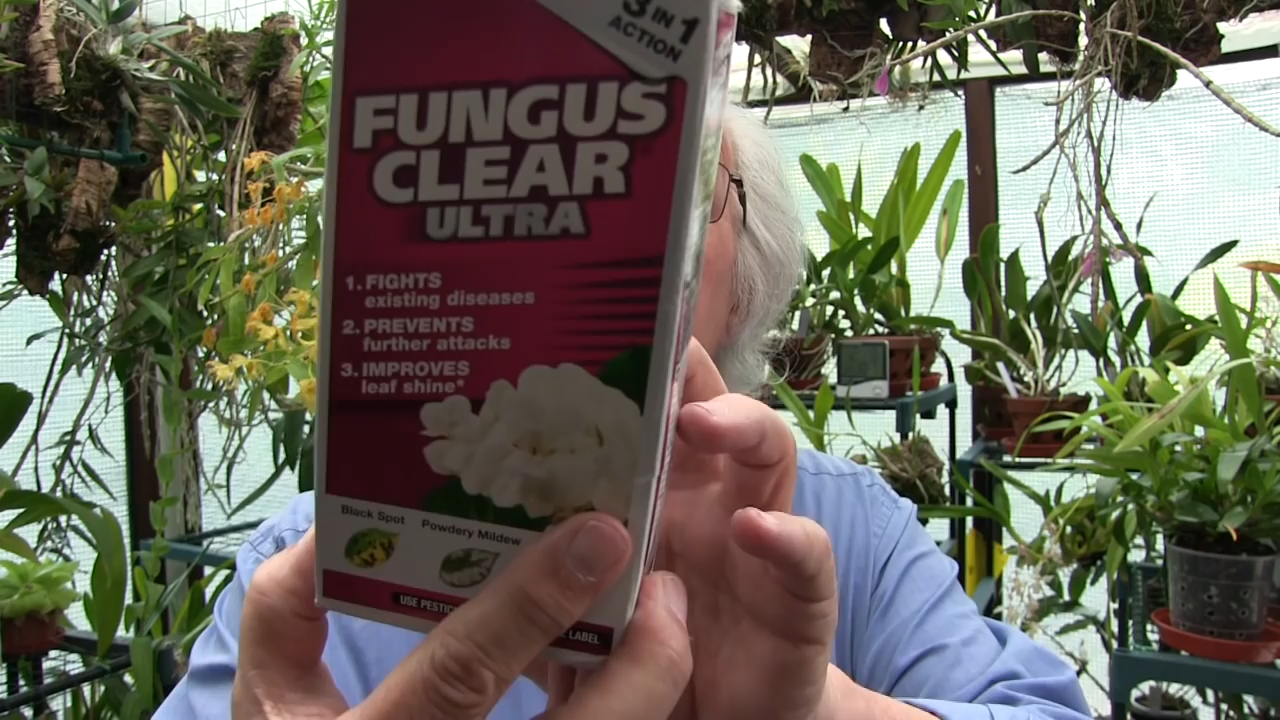 3 IN 1
ACTION
FUNGUS
CLEAR
ULTRA
1. FIGHTS
existing diseases
2. PREVENTS
further attacks
3. IMPROVES
leaf shine*
Black Spot Powdery Mildew
USE LABEL